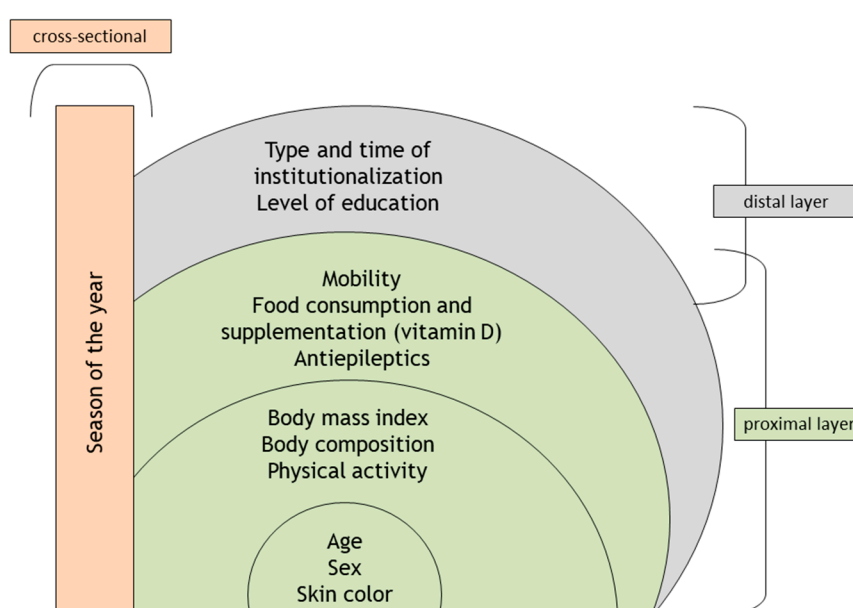 cross-sectional
Type and time of
institutionalization
Level of education
distal layer
Mobility
Food consumption and
supplementation (vitamin D)
Antiepileptics
Season of the year
Body mass index
Body composition
Physical activity
proximal layer
Age
Sex
Skin color